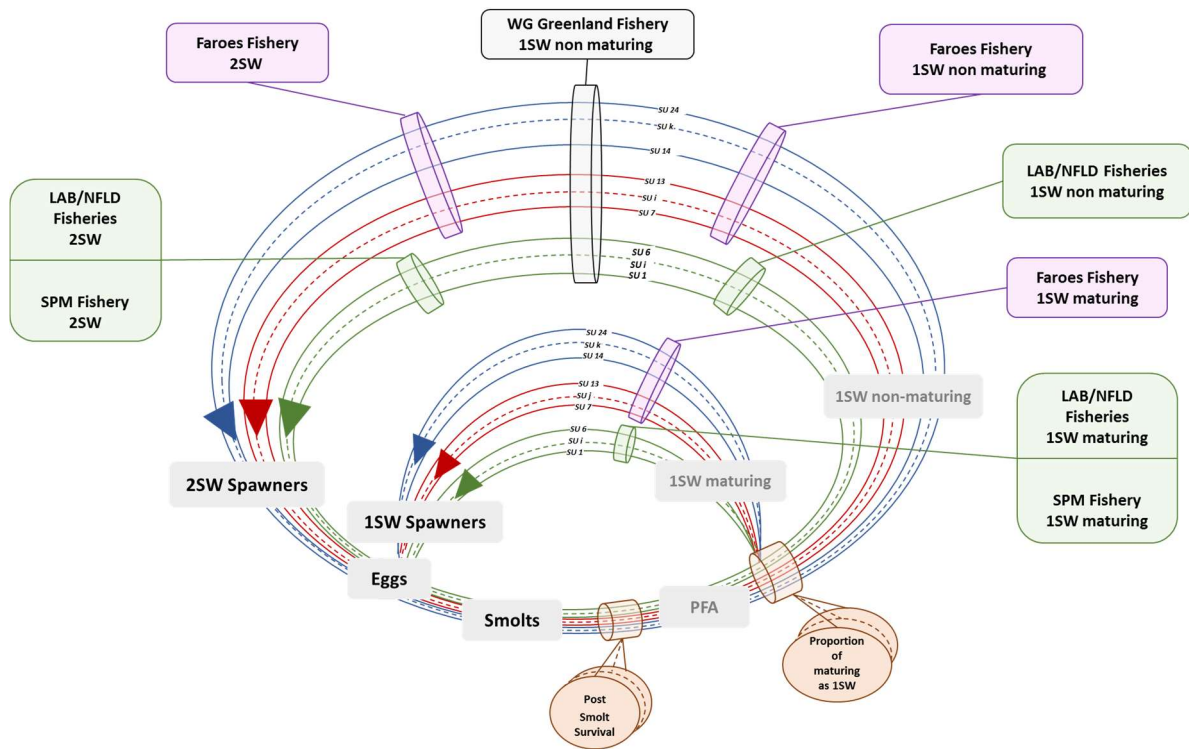 WG Greenland Fishery
1SW non maturing
Faroes Fishery
2SW
Faroes Fishery
1SW non maturing
SU 24
SU k
SU 14
SU 13
SU i
SU 7
SU 6
SU i
SU 1
LAB/NFLD Fisheries
1SW non maturing
LAB/NFLD
Fisheries
2SW
SPM Fishery
2SW
Faroes Fishery
1SW maturing
SU 24
SU k
SU 14
SU 13
SU j
SU 7
SU 6
SU i
SU 1
1SW non-maturing
LAB/NFLD
Fisheries
1SW maturing
SPM Fishery
1SW maturing
2SW Spawners
1SW maturing
1SW Spawners
Eggs
Smolts
PFA
Proportion
of
maturing
as 1SW
Post
Smolt
Survival